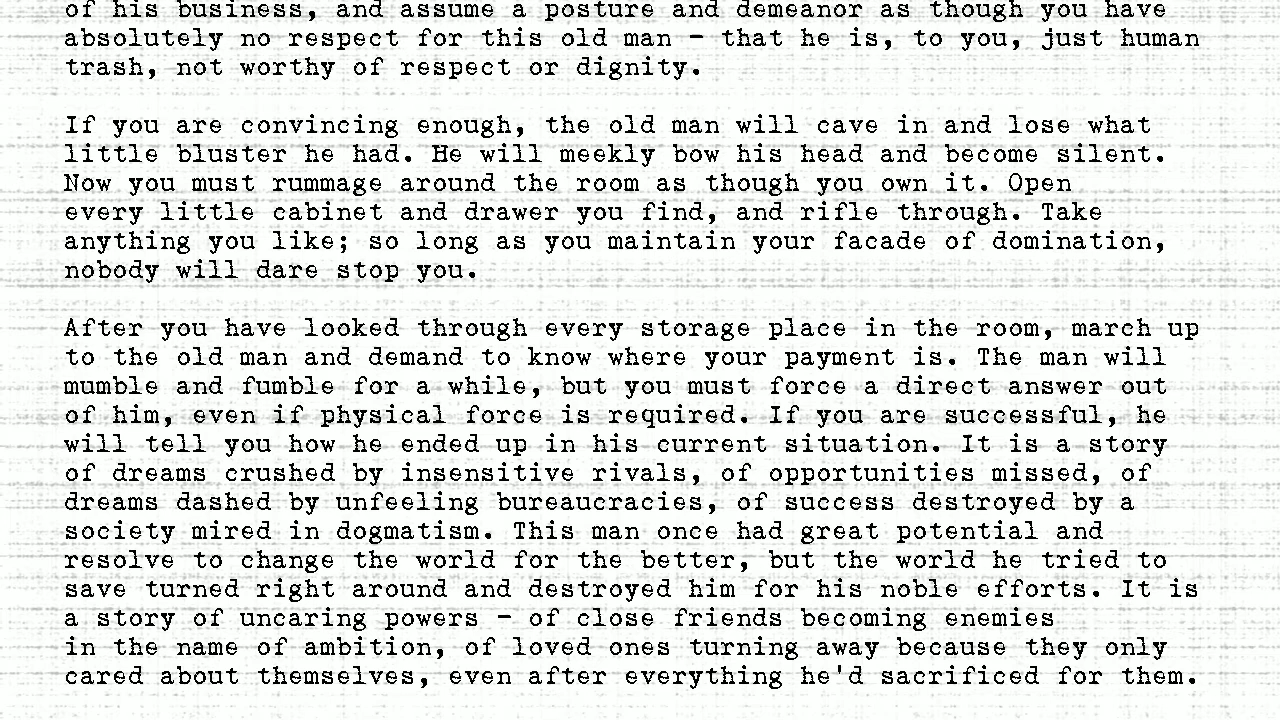 of his business, and assume a posture and demeanor as though you have
absolutely no respect for this old man - that he is, to you, just human
trash, not worthy of respect or dignity.
If you are convincing enough, the old man will cave in and lose what
little bluster he had. He will meekly bow his head and become silent.
Now you must rummage around the room as though you own it. Open
every little cabinet and drawer you find, and rifle through. Take
anything you like; so long as you maintain your facade of domination,
nobody will dare stop you.
After you have looked through every storage place in the room, march up
to the old man and demand to know where your payment is. The man will
mumble and fumble for a while, but you must force a direct answer out
of him, even if physical force is required. If you are successful, he
will tell you how he ended up in his current situation. It is a story
of dreams crushed by insensitive rivals, of opportunities missed, of
dreams dashed by unfeeling bureaucracies, of success destroyed by a
society mired in dogmatism. This man once had great potential and
resolve to change the world for the better, but the world he tried to
save turned right around and destroyed him for his noble efforts. It is
a story of uncaring powers - of close friends becoming enemies
in the name of ambition, of loved ones turning away because they only
cared about themselves, even after everything he'd sacrificed for them.